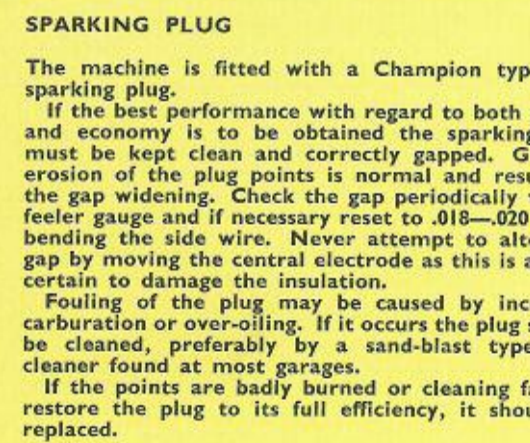 SPARKING PLUG
The machine is fitted with a Champion typ
sparking plug.
If the best performance with regard to both
and economy is to be obtained the sparking
must be kept clean and correctly gapped. G
erosion of the plug points is normal and resu
the gap widening. Check the gap periodically
feeler gauge and if necessary reset to .018—.020
bending the side wire. Never attempt to alte
gap by moving the central electrode as this is a
certain to damage the insulation.
Fouling of the plug may be caused by inc
carburation or over-oiling. If it occurs the plug s
be cleaned, preferably by a sand-blast type
cleaner found at most garages.
If the points are badly burned or cleaning fa
restore the plug to its full efficiency, it shou
replaced.